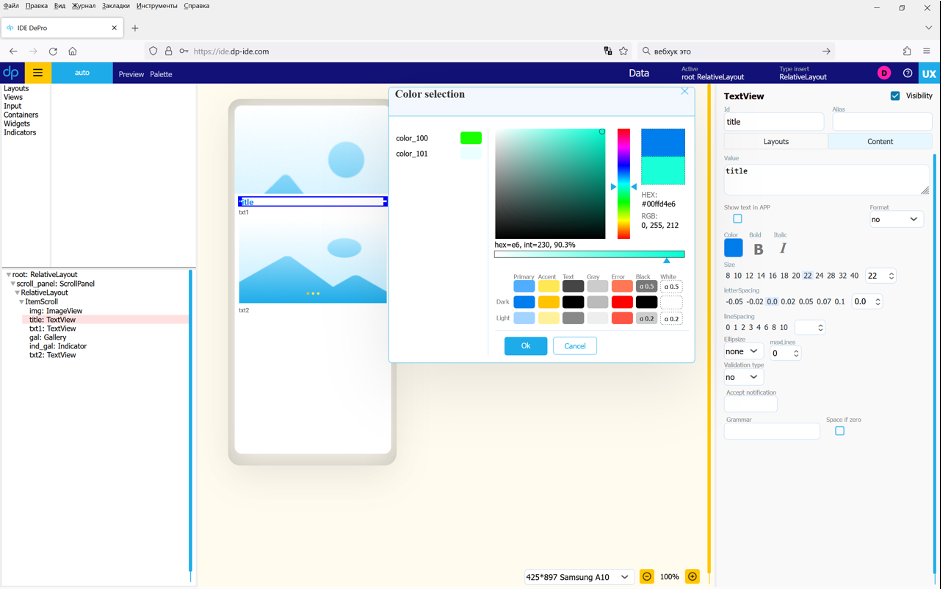 Файл Правка Вид Журнал Закладки Инструменты Справка
IDE DePro
https://ide.dp-ide.com
вебхук это
dp
auto
Preview Palette
Data
Active
root RelativeLayout
Type Insert
RelativeLayout
D
UX
Layouts
Views
Input
Containers
Widgets
Indicators
root: RelativeLayout
scroll_panel: ScrollPanel
RelativeLayout
ItemScroll
img: ImageView
title: TextView
txt1: TextView
gal: Gallery
ind_gal: Indicator
txt2: TextView
title
txt1
txt2
Color selection
color_100
color_101
HEX:
#00ffd4e6
RGB:
0, 255, 212
hex=e6, int=230, 90.3%
Primary Accent Text Gray Error Black White
α 0.5 α 0.5
Dark
Light α 0.2 α 0.2
Ok Cancel
425*897 Samsung A10 100%
TextView Visibility
Id Alias
title
Layouts Content
Value
title
Show text in APP Format
no
Color Bold Italic
B I
Size
8 10 12 14 16 18 20 22 24 28 32 40 22
letterSpacing
-0.05 -0.02 0.0 0.02 0.05 0.07 0.1 0.0
lineSpacing
0 1 2 3 4 6 8 10
Ellipsize maxLines
none 0
Validation type
no
Accept notification
Grammar Space if zero